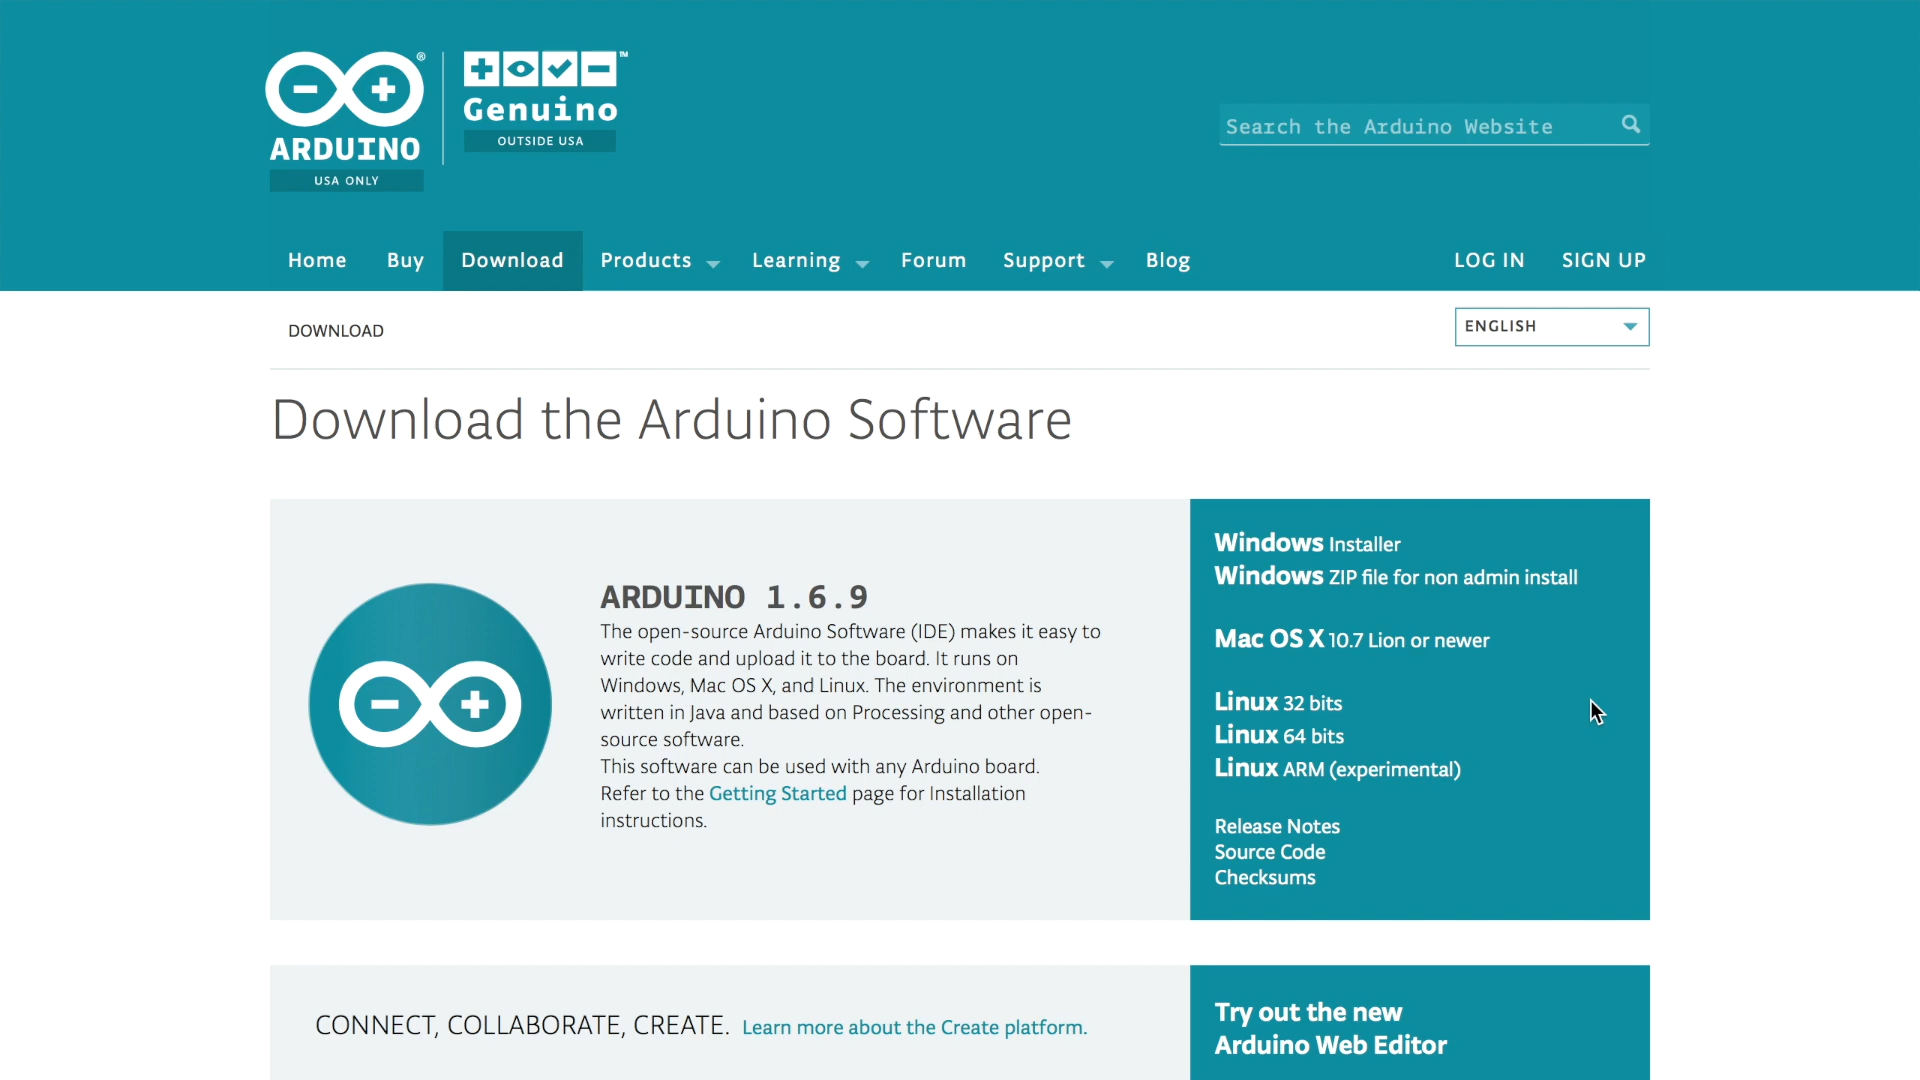 ARDUINO
USA ONLY
Genuino
OUTSIDE USA
Search the Arduino Website
Home Buy Download Products Learning Forum Support Blog LOG IN SIGN UP
DOWNLOAD
ENGLISH
Download the Arduino Software
ARDUINO 1.6.9
The open-source Arduino Software (IDE) makes it easy to
write code and upload it to the board. It runs on
Windows, Mac OS X, and Linux. The environment is
written in Java and based on Processing and other open-
source software.
This software can be used with any Arduino board.
Refer to the Getting Started page for Installation
instructions.
Windows Installer
Windows ZIP file for non admin install
Mac OS X 10.7 Lion or newer
Linux 32 bits
Linux 64 bits
Linux ARM (experimental)
Release Notes
Source Code
Checksums
CONNECT, COLLABORATE, CREATE. Learn more about the Create platform.
Try out the new
Arduino Web Editor